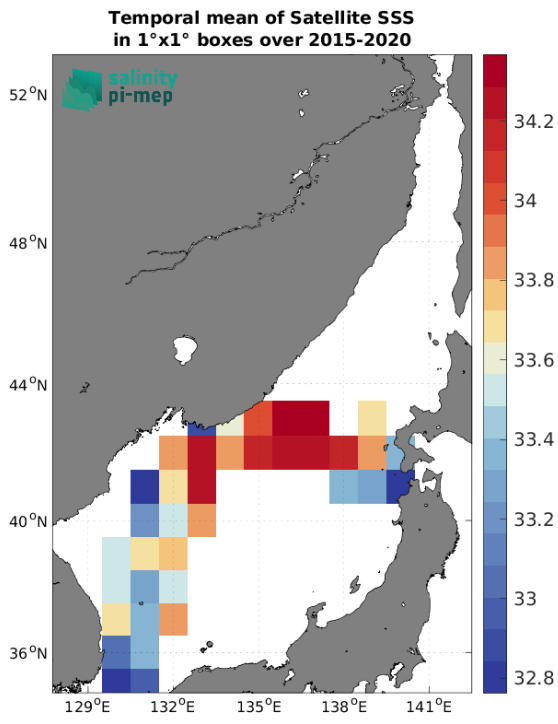 Temporal mean of Satellite SSS
in 1°x1° boxes over 2015-2020
salinity
pi-mep
52°N
48°N
44°N
40°N
36°N
129°E
132°E
135°E
138°E
141°E
34.2
34
33.8
33.6
33.4
33.2
33
32.8